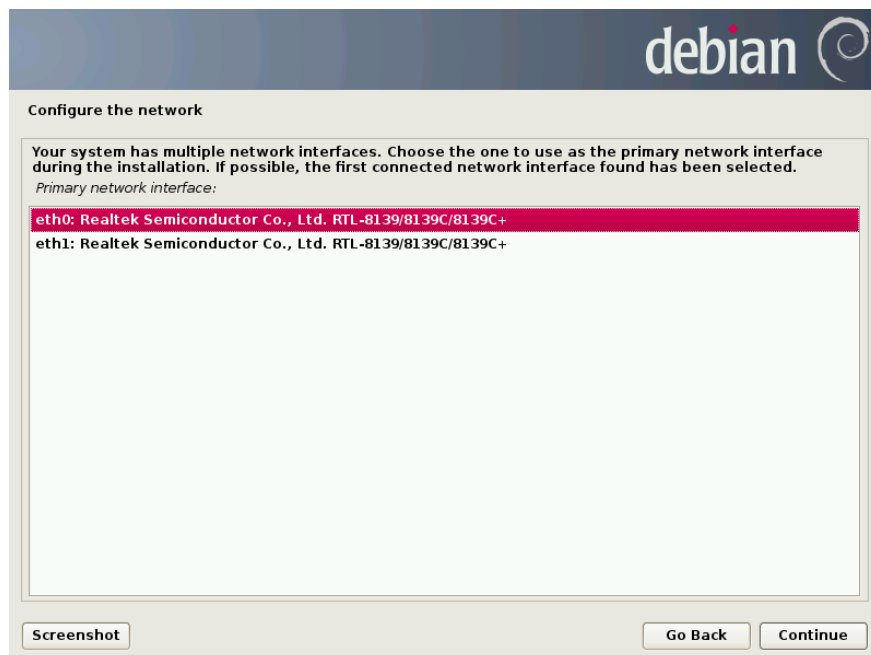 debian
Configure the network
Your system has multiple network interfaces. Choose the one to use as the primary network interface
during the installation. If possible, the first connected network interface found has been selected.
Primary network interface:
eth0: Realtek Semiconductor Co., Ltd. RTL-8139/8139C/8139C+
eth1: Realtek Semiconductor Co., Ltd. RTL-8139/8139C/8139C+
Screenshot
Go Back
Continue